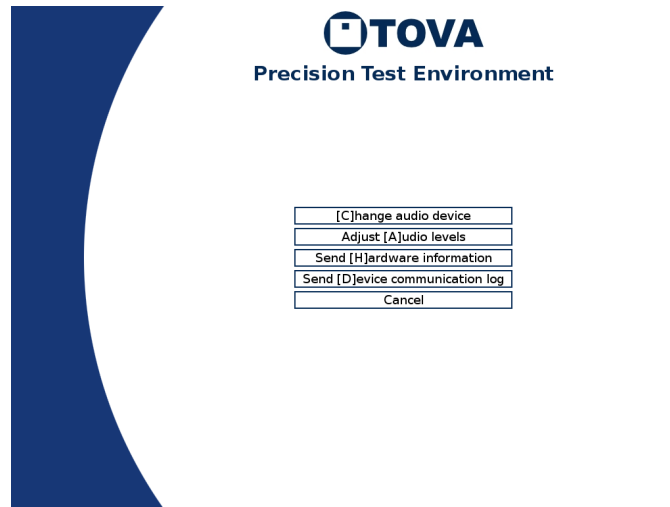 TOVA
Precision Test Environment
[C]hange audio device
Adjust [A]udio levels
Send [H]ardware information
Send [D]evice communication log
Cancel